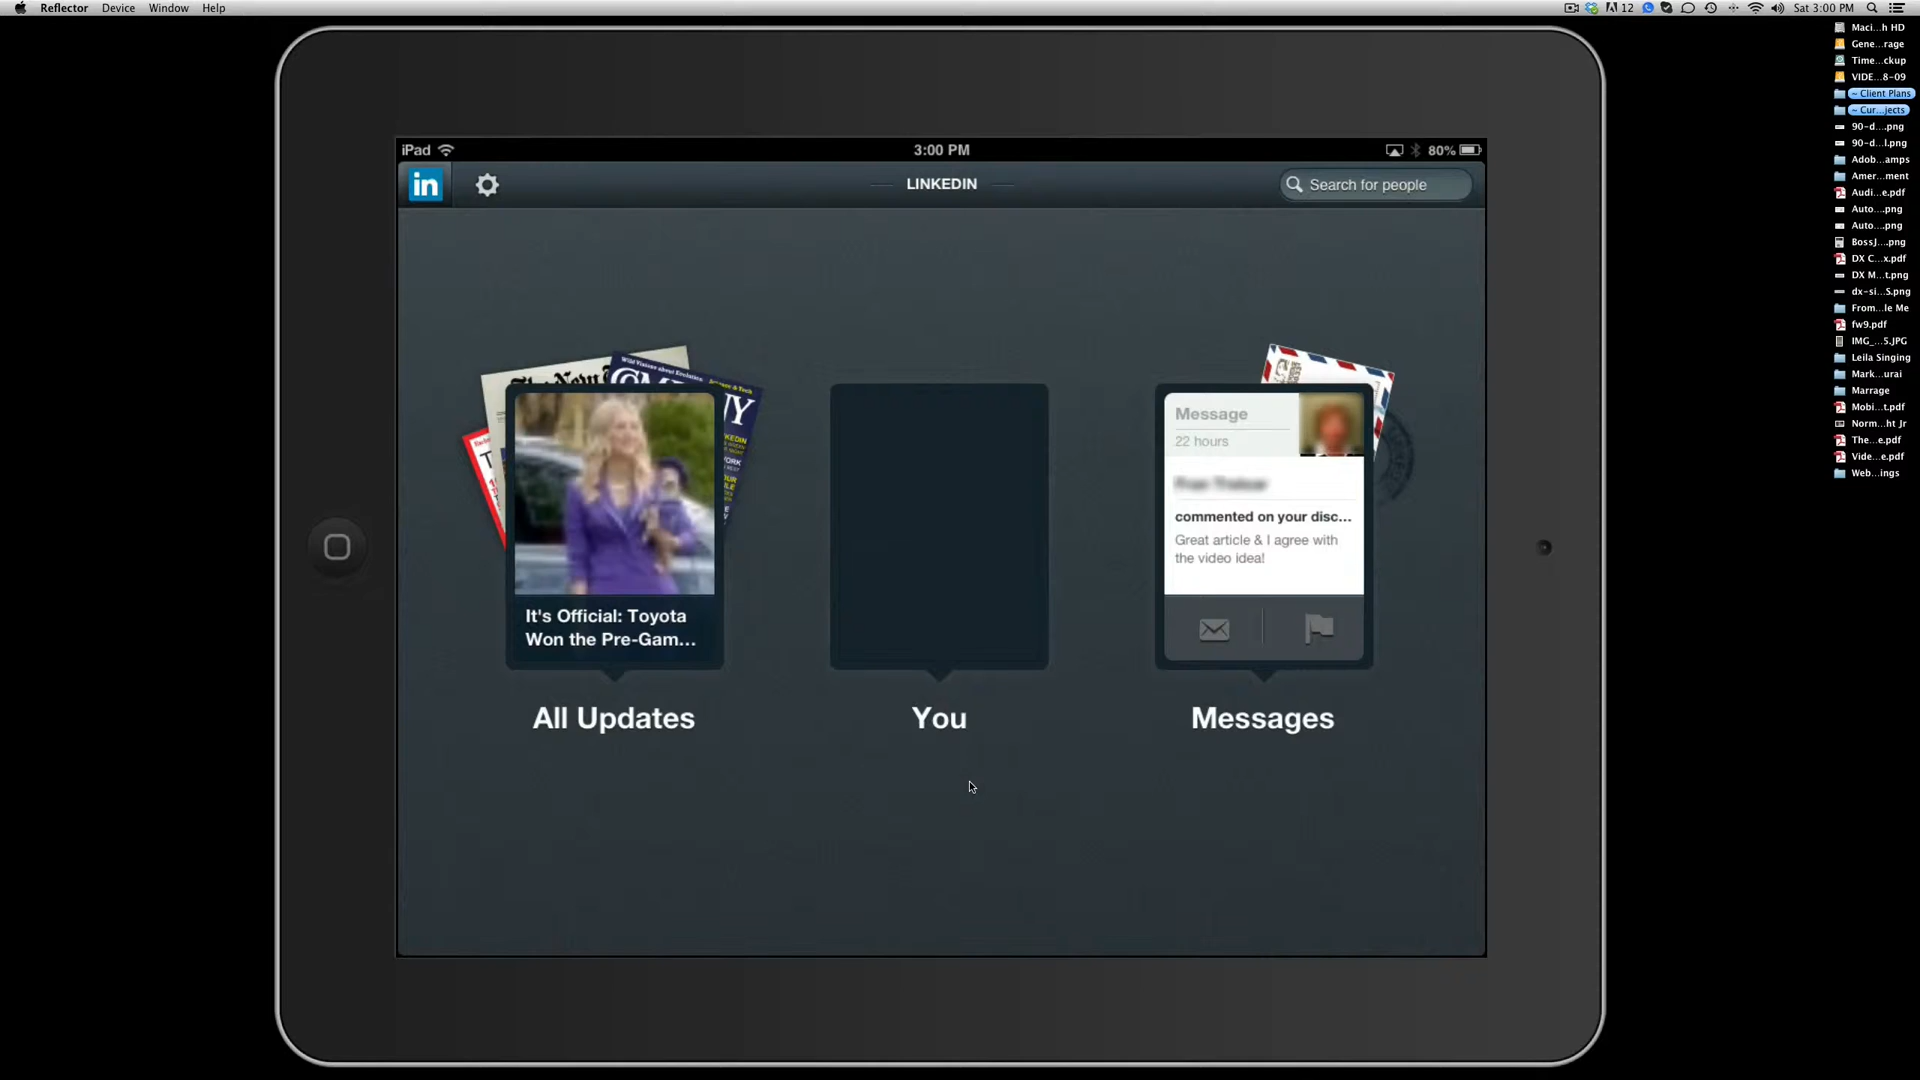 Reflector Device Window Help
12 Sat 3:00 PM
Maci...h HD
Gene...rage
Time...ckup
VIDE...8-09
~ Client Plans
~ Cur...jects
90-d....png
90-d...l.png
Adob...amps
Amer...ment
Audi...e.pdf
Auto....png
Auto....png
BossJ...png
DX C...x.pdf
DX M...t.png
dx-si...S.png
From...le Me
fw9.pdf
IMG_...5.JPG
Leila Singing
Mark...urai
Marrage
Mobi...t.pdf
Norm...ht Jr
The...e.pdf
Vide...e.pdf
Web...ings
iPad 3:00 PM 80%
in LINKEDIN Search for people
The New
It's Official: Toyota
Won the Pre-Gam...
All Updates
You
Message
22 hours
commented on your disc...
Great article & I agree with
the video idea!
Messages